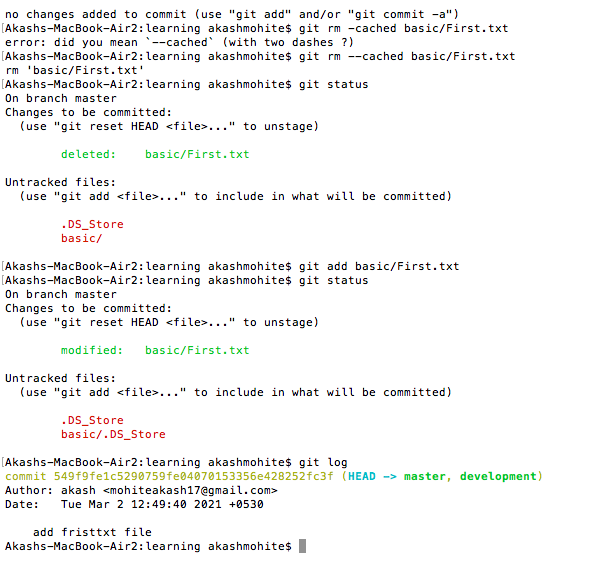 no changes added to commit (use "git add" and/or "git commit -a")
[Akashs-MacBook-Air2:learning akashmohite$ git rm -cached basic/First.txt
error: did you mean `--cached` (with two dashes ?)
[Akashs-MacBook-Air2:learning akashmohite$ git rm --cached basic/First.txt
rm 'basic/First.txt'
[Akashs-MacBook-Air2:learning akashmohite$ git status
On branch master
Changes to be committed:
  (use "git reset HEAD <file>..." to unstage)
        deleted:    basic/First.txt
Untracked files:
  (use "git add <file>..." to include in what will be committed)
        .DS_Store
        basic/
[Akashs-MacBook-Air2:learning akashmohite$ git add basic/First.txt
[Akashs-MacBook-Air2:learning akashmohite$ git status
On branch master
Changes to be committed:
  (use "git reset HEAD <file>..." to unstage)
        modified:   basic/First.txt
Untracked files:
  (use "git add <file>..." to include in what will be committed)
        .DS_Store
        basic/.DS_Store
[Akashs-MacBook-Air2:learning akashmohite$ git log
commit 549f9fe1c5290759fe04070153356e428252fc3f (HEAD -> master, development)
Author: akash <mohiteakash17@gmail.com>
Date:   Tue Mar 2 12:49:40 2021 +0530
    add fristtxt file
Akashs-MacBook-Air2:learning akashmohite$